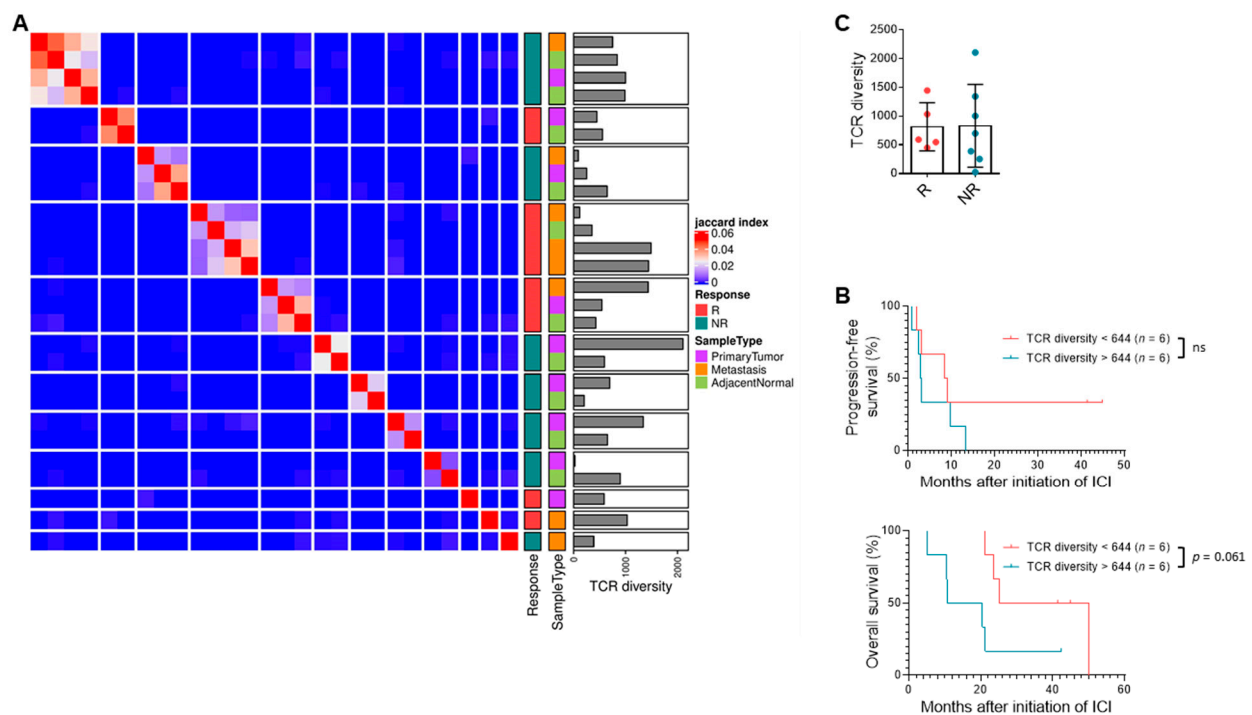 A
jaccard index
0.06
0.04
0.02
0
Response
R
NR
SampleType
PrimaryTumor
Metastasis
AdjacentNormal
Response
SampleType
0
1000
2000
TCR diversity
C
TCR diversity
2500
2000
1500
1000
500
0
R
NR
B
Progression-free
survival (%)
100
50
0
TCR diversity < 644 (n = 6)
TCR diversity > 644 (n = 6)
ns
0 10 20 30 40 50
Months after initiation of ICI
Overall survival (%)
100
50
0
TCR diversity < 644 (n = 6)
TCR diversity > 644 (n = 6)
p = 0.061
0 20 40 60
Months after initiation of ICI